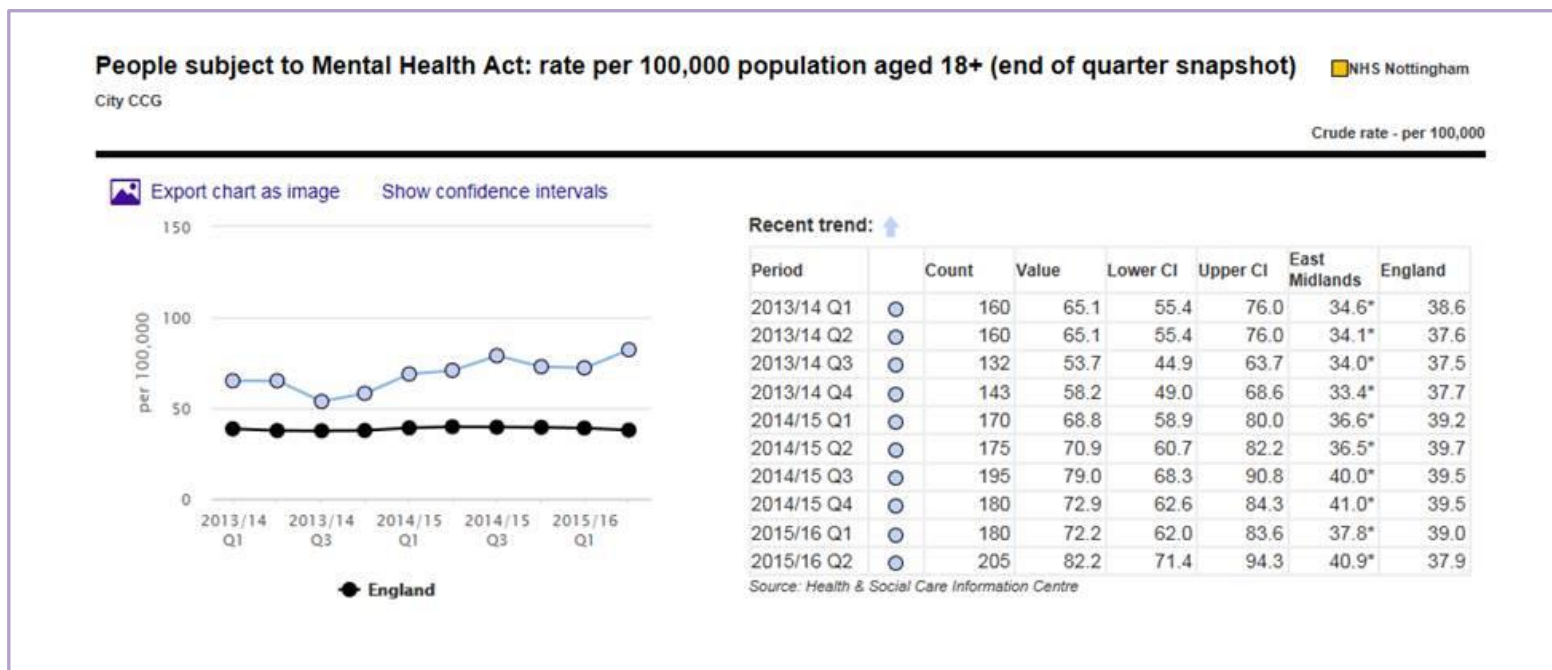 People subject to Mental Health Act: rate per 100,000 population aged 18+ (end of quarter snapshot) NHS Nottingham
City CCG
Crude rate - per 100,000
Export chart as image Show confidence intervals
150
100
50
0
per 100,000
2013/14 Q1
2013/14 Q3
2014/15 Q1
2014/15 Q3
2015/16 Q1
England
Recent trend:
Period Count Value Lower CI Upper CI East Midlands England
2013/14 Q1 160 65.1 55.4 76.0 34.6* 38.6
2013/14 Q2 160 65.1 55.4 76.0 34.1* 37.6
2013/14 Q3 132 53.7 44.9 63.7 34.0* 37.5
2013/14 Q4 143 58.2 49.0 68.6 33.4* 37.7
2014/15 Q1 170 68.8 58.9 80.0 36.6* 39.2
2014/15 Q2 175 70.9 60.7 82.2 36.5* 39.7
2014/15 Q3 195 79.0 68.3 90.8 40.0* 39.5
2014/15 Q4 180 72.9 62.6 84.3 41.0* 39.5
2015/16 Q1 180 72.2 62.0 83.6 37.8* 39.0
2015/16 Q2 205 82.2 71.4 94.3 40.9* 37.9
Source: Health & Social Care Information Centre